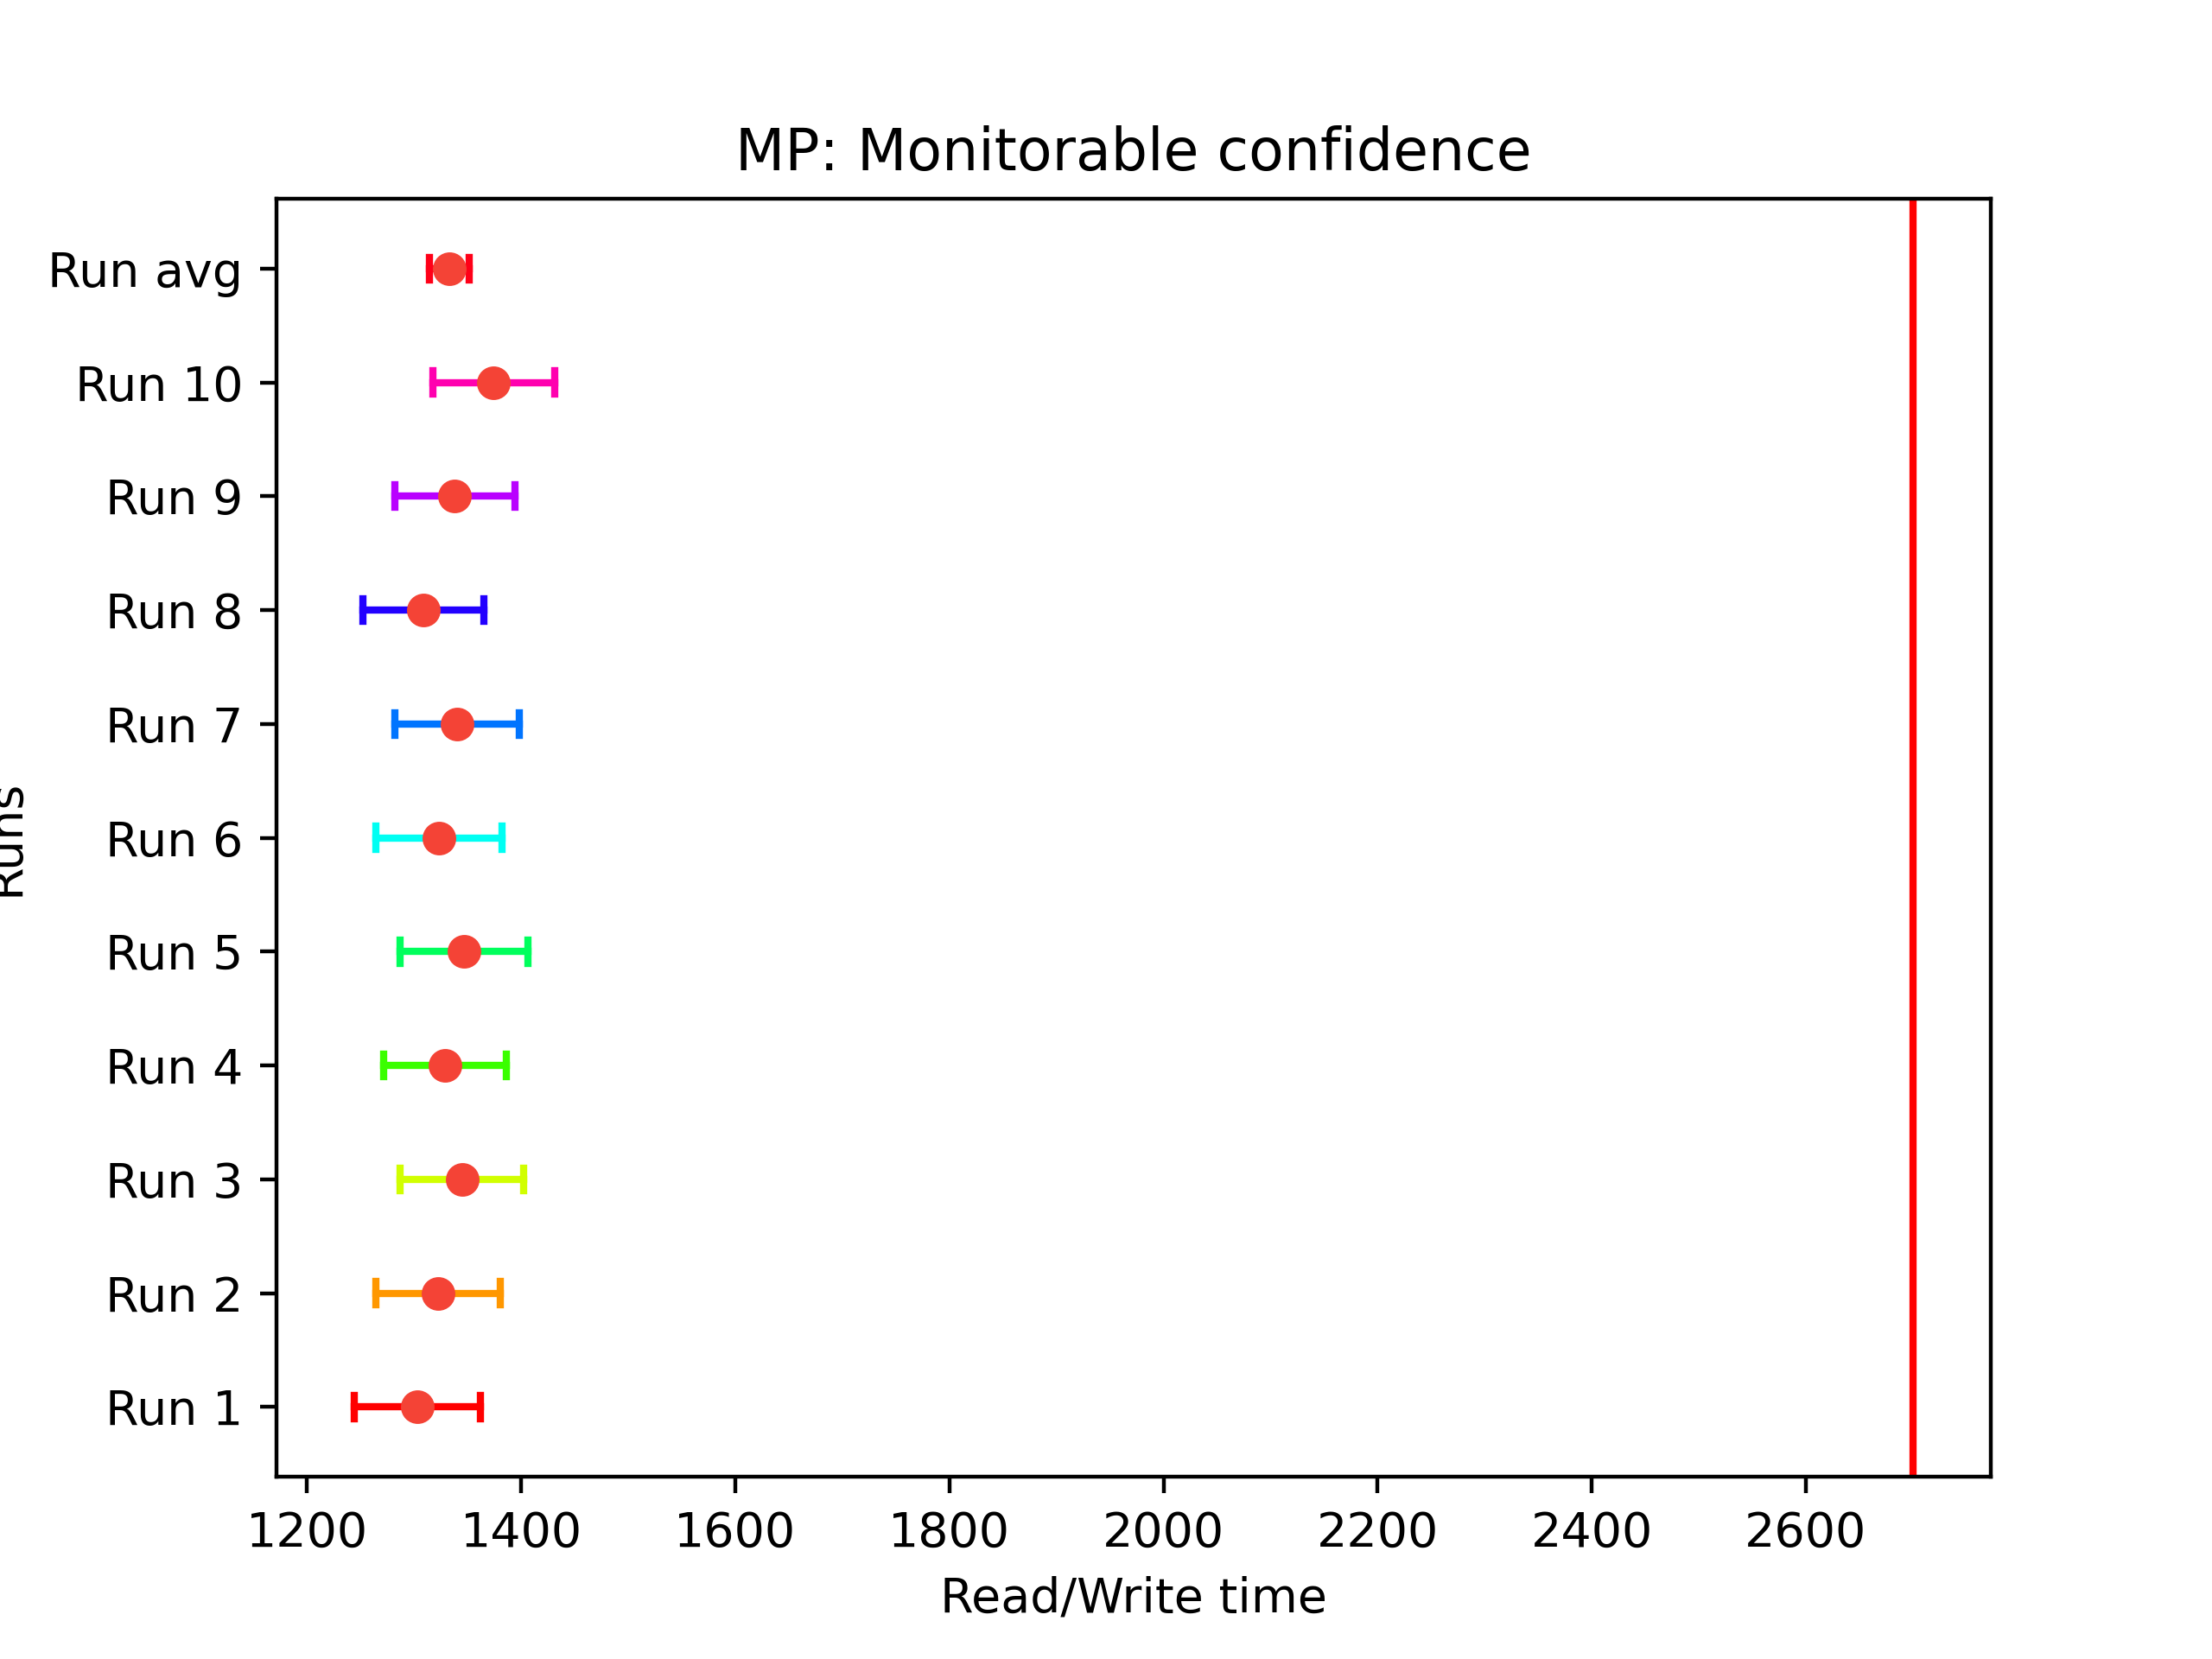 MP: Monitorable confidence
Run avg
Run 10
Run 9
Run 8
Run 7
Run 6
Run 5
Run 4
Run 3
Run 2
Run 1
Runs
1200 1400 1600 1800 2000 2200 2400 2600
Read/Write time